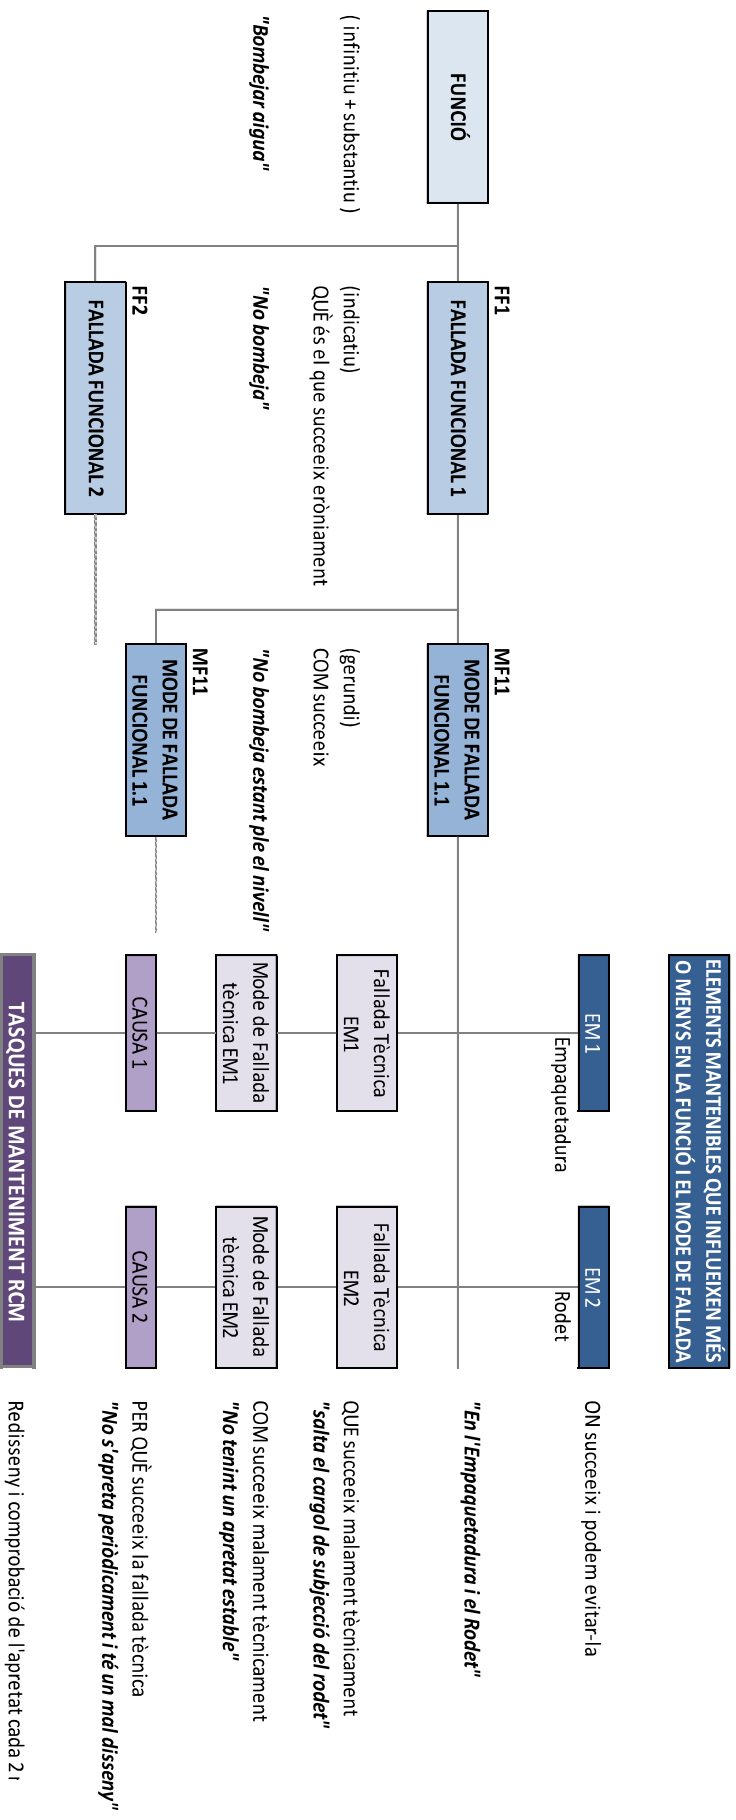 ELEMENTS MANTENIBLES QUE INFLUEIXEN MÉS
O MENYS EN LA FUNCIÓ I EL MODE DE FALLADA
EM 1
Empaquetadura
EM 2
Rodet
ON succeeix i podem evitar-la
FUNCIÓ
( infinitiu + substantiu )
"Bombejar aigua"
FF1
FALLADA FUNCIONAL 1
(indicatiu)
QUÈ és el que succeeix eròniament
"No bombeja"
FF2
FALLADA FUNCIONAL 2
MF11
MODE DE FALLADA
FUNCIONAL 1.1
(gerundi)
COM succeeix
"No bombeja estant ple el nivell"
MF11
MODE DE FALLADA
FUNCIONAL 1.1
"En l'Empaquetadura i el Rodet"
Fallada Tècnica
EM1
Fallada Tècnica
EM2
QUE succeeix malament tècnicament
"salta el cargol de subjecció del rodet"
Mode de Fallada
tècnica EM1
Mode de Fallada
tècnica EM2
COM succeeix malament tècnicament
"No tenint un apretat estable"
CAUSA 1
CAUSA 2
PER QUÈ succeeix la fallada tècnica
"No s'apreta periòdicament i té un mal disseny"
TASQUES DE MANTENIMENT RCM
Redisseny i comprobació de l'apretat cada 2